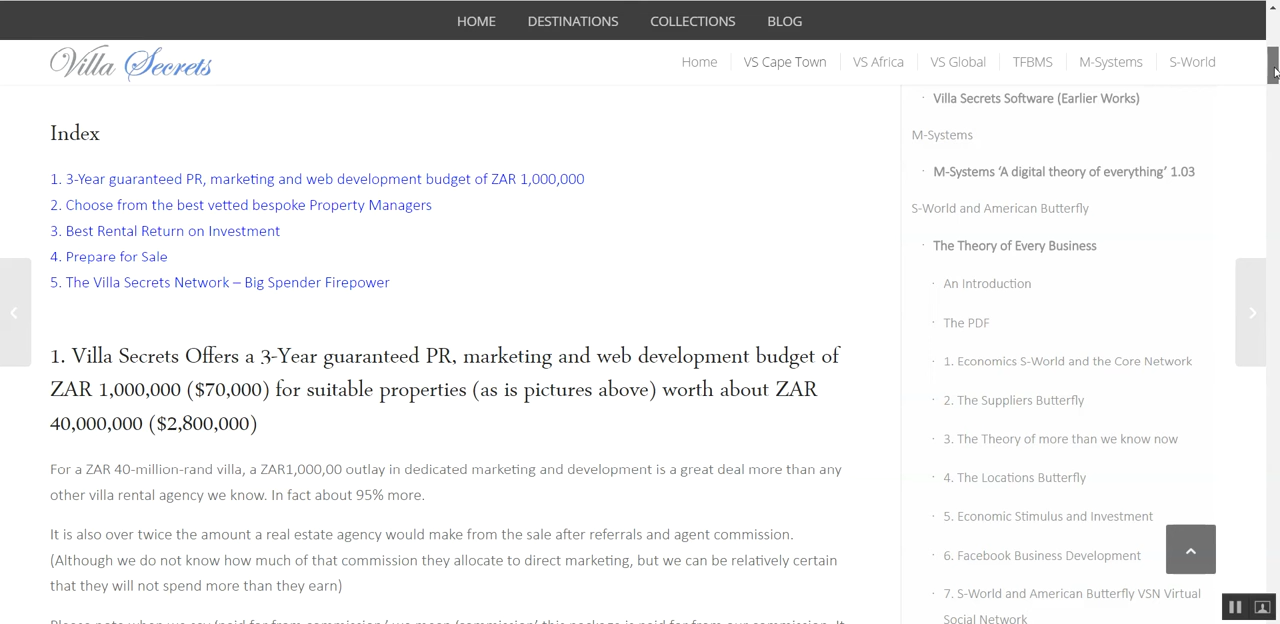 HOME DESTINATIONS COLLECTIONS BLOG
Villa Secrets
Home VS Cape Town VS Africa VS Global TFBMS M-Systems S-World
Index
1. 3-Year guaranteed PR, marketing and web development budget of ZAR 1,000,000
2. Choose from the best vetted bespoke Property Managers
3. Best Rental Return on Investment
4. Prepare for Sale
5. The Villa Secrets Network – Big Spender Firepower
1. Villa Secrets Offers a 3-Year guaranteed PR, marketing and web development budget of
ZAR 1,000,000 ($70,000) for suitable properties (as is pictures above) worth about ZAR
40,000,000 ($2,800,000)
For a ZAR 40-million-rand villa, a ZAR1,000,00 outlay in dedicated marketing and development is a great deal more than any
other villa rental agency we know. In fact about 95% more.
It is also over twice the amount a real estate agency would make from the sale after referrals and agent commission.
(Although we do not know how much of that commission they allocate to direct marketing, but we can be relatively certain
that they will not spend more than they earn)
Villa Secrets Software (Earlier Works)
M-Systems
M-Systems ‘A digital theory of everything’ 1.03
S-World and American Butterfly
The Theory of Every Business
An Introduction
The PDF
1. Economics S-World and the Core Network
2. The Suppliers Butterfly
3. The Theory of more than we know now
4. The Locations Butterfly
5. Economic Stimulus and Investment
6. Facebook Business Development
7. S-World and American Butterfly VSN Virtual
Social Network